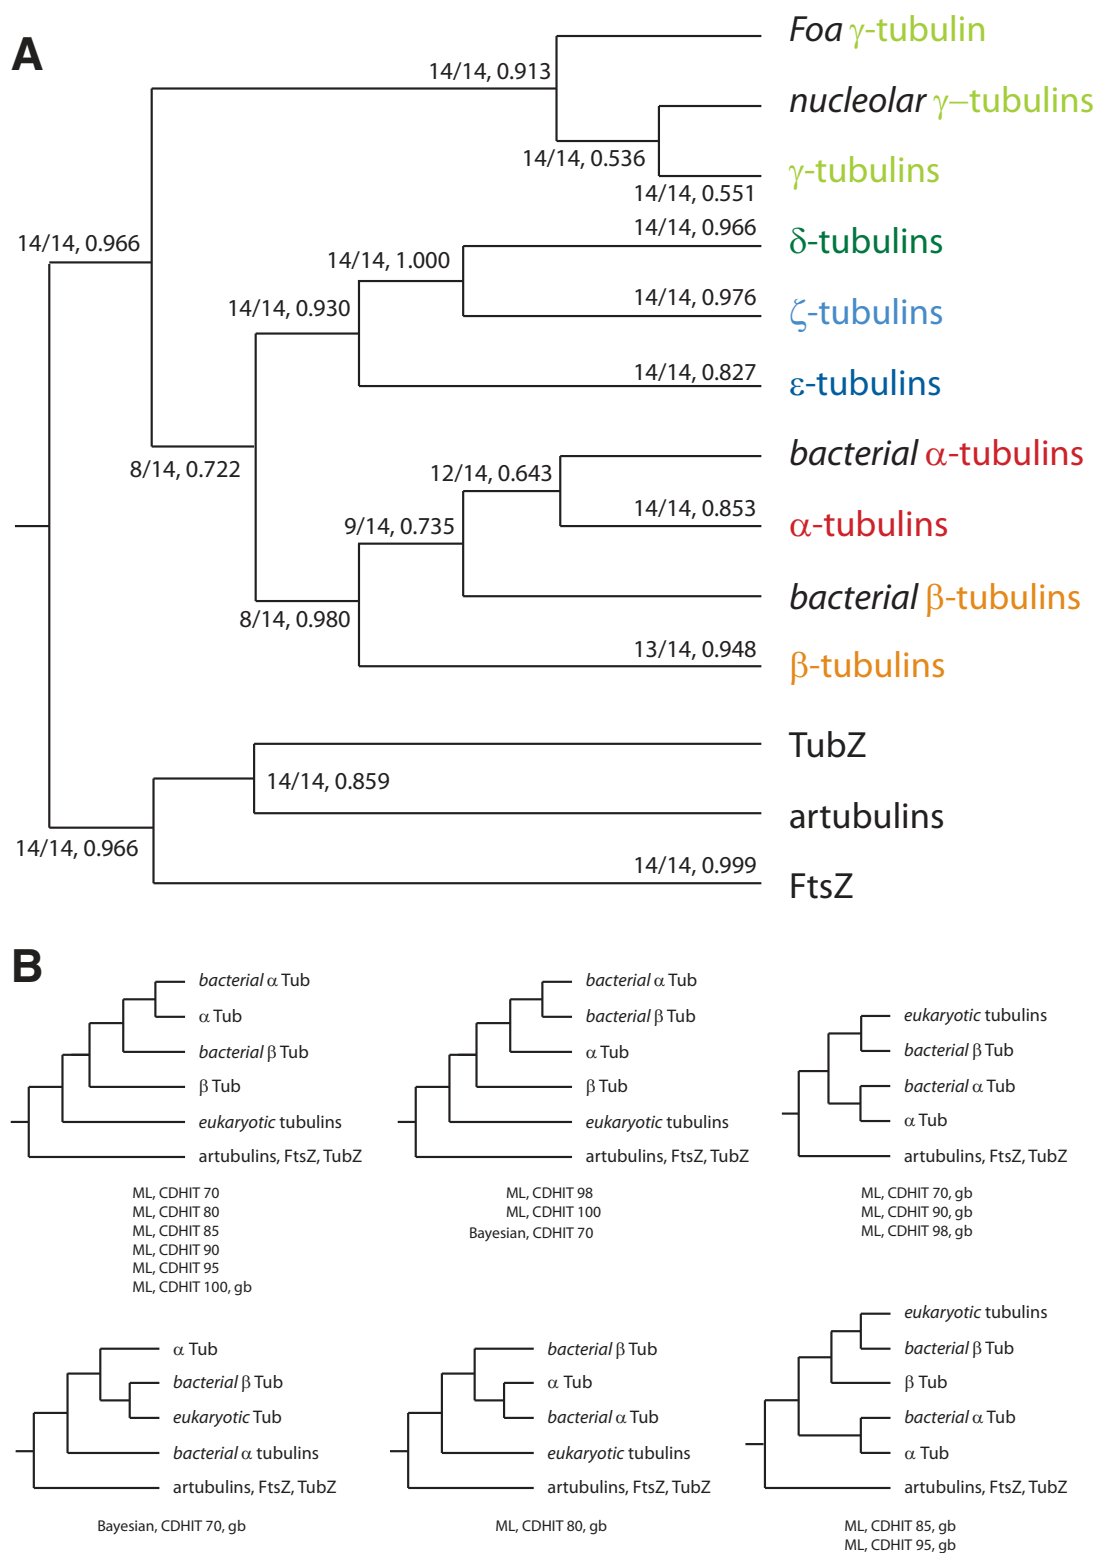 A
Foa γ-tubulin
14/14, 0.913
nucleolar γ–tubulins
14/14, 0.536
γ-tubulins
14/14, 0.551
14/14, 0.966
14/14, 0.966
δ-tubulins
14/14, 1.000
14/14, 0.930
14/14, 0.976
ζ-tubulins
14/14, 0.827
ε-tubulins
8/14, 0.722
bacterial α-tubulins
12/14, 0.643
14/14, 0.853
α-tubulins
9/14, 0.735
bacterial β-tubulins
8/14, 0.980
13/14, 0.948
β-tubulins
TubZ
14/14, 0.859
artubulins
14/14, 0.966
14/14, 0.999
FtsZ
B
bacterial α Tub
α Tub
bacterial β Tub
β Tub
eukaryotic tubulins
artubulins, FtsZ, TubZ
ML, CDHIT 70
ML, CDHIT 80
ML, CDHIT 85
ML, CDHIT 90
ML, CDHIT 95
ML, CDHIT 100, gb
bacterial α Tub
bacterial β Tub
α Tub
β Tub
eukaryotic tubulins
artubulins, FtsZ, TubZ
ML, CDHIT 98
ML, CDHIT 100
Bayesian, CDHIT 70
eukaryotic tubulins
bacterial β Tub
bacterial α Tub
α Tub
artubulins, FtsZ, TubZ
ML, CDHIT 70, gb
ML, CDHIT 90, gb
ML, CDHIT 98, gb
α Tub
bacterial β Tub
eukaryotic Tub
bacterial α tubulins
artubulins, FtsZ, TubZ
Bayesian, CDHIT 70, gb
bacterial β Tub
α Tub
bacterial α Tub
eukaryotic tubulins
artubulins, FtsZ, TubZ
ML, CDHIT 80, gb
eukaryotic tubulins
bacterial β Tub
β Tub
bacterial α Tub
α Tub
artubulins, FtsZ, TubZ
ML, CDHIT 85, gb
ML, CDHIT 95, gb